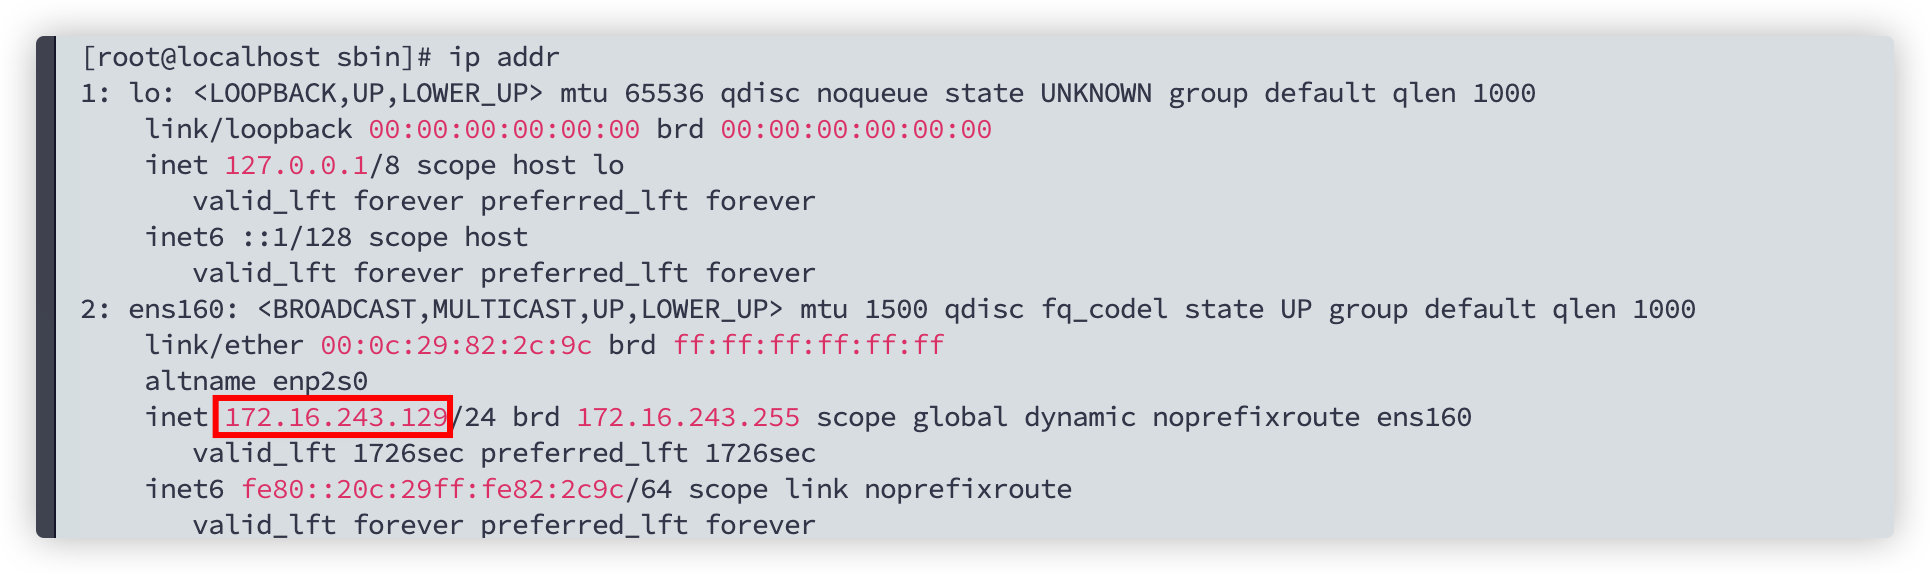 [root@localhost sbin]# ip addr
1: lo: <LOOPBACK,UP,LOWER_UP> mtu 65536 qdisc noqueue state UNKNOWN group default qlen 1000
link/loopback 00:00:00:00:00:00 brd 00:00:00:00:00:00
inet 127.0.0.1/8 scope host lo
valid_lft forever preferred_lft forever
inet6 ::1/128 scope host
valid_lft forever preferred_lft forever
2: ens160: <BROADCAST,MULTICAST,UP,LOWER_UP> mtu 1500 qdisc fq_codel state UP group default qlen 1000
link/ether 00:0c:29:82:2c:9c brd ff:ff:ff:ff:ff:ff
altname enp2s0
inet 172.16.243.129/24 brd 172.16.243.255 scope global dynamic noprefixroute ens160
valid_lft 1726sec preferred_lft 1726sec
inet6 fe80::20c:29ff:fe82:2c9c/64 scope link noprefixroute
valid_lft forever preferred_lft forever